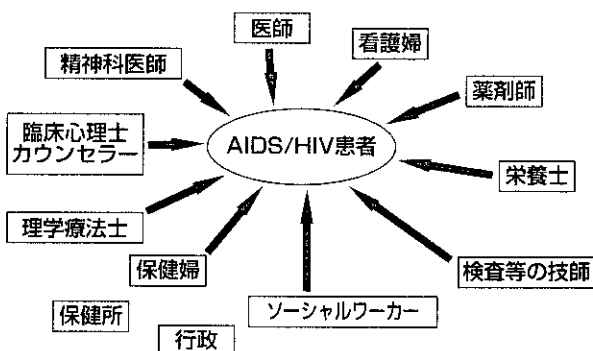 医師
看護婦
精神科医師
薬剤師
臨床心理士
カウンセラー
AIDS/HIV患者
栄養士
理学療法士
保健婦
検査等の技師
保健所
ソーシャルワーカー
行政